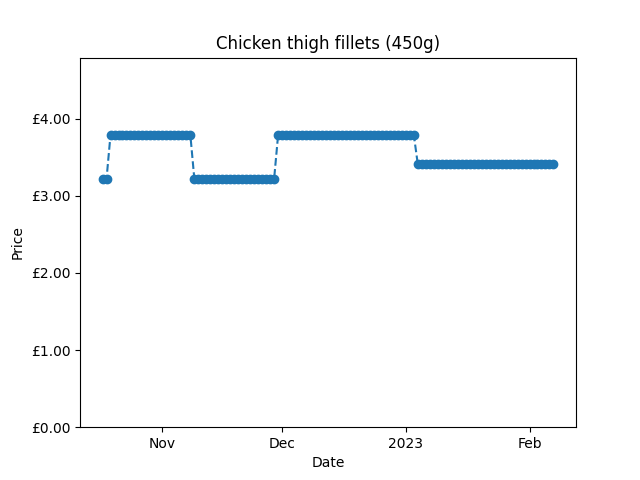 Chicken thigh fillets (450g)
£4.00
£3.00
£2.00
£1.00
£0.00
Price
Nov
Dec
2023
Feb
Date